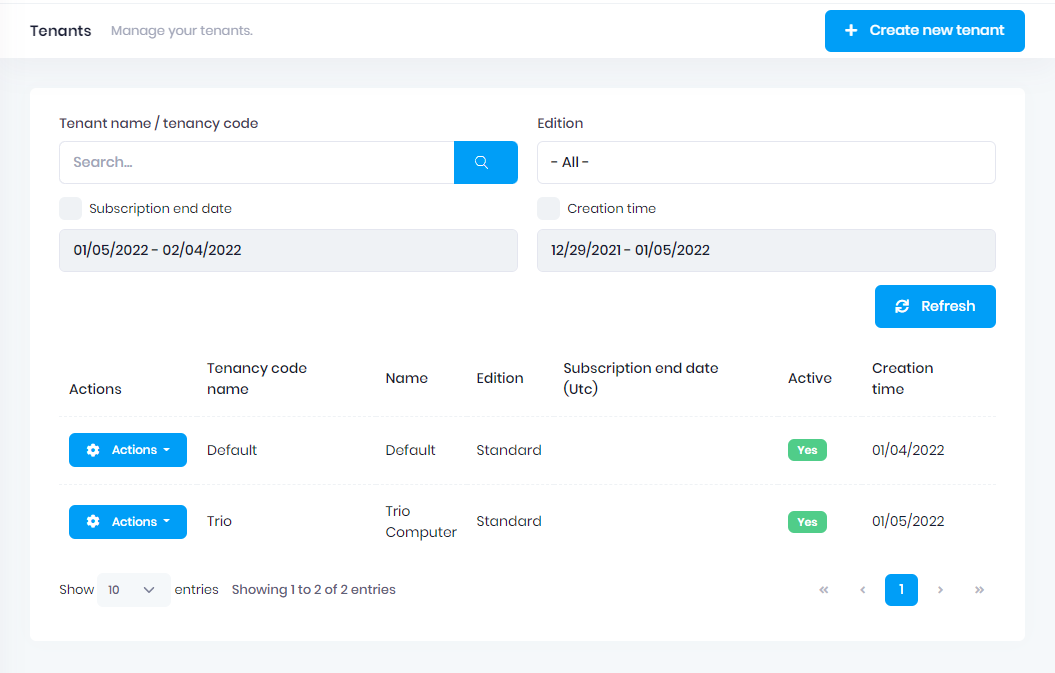 Tenants Manage your tenants.
+ Create new tenant
Tenant name / tenancy code
Edition
Search...
- All -
Subscription end date
Creation time
01/05/2022 - 02/04/2022
12/29/2021 - 01/05/2022
Refresh
Actions
Tenancy code
name
Name
Edition
Subscription end date
(Utc)
Active
Creation
time
Actions
Default
Default
Standard
Yes
01/04/2022
Actions
Trio
Trio
Computer
Standard
Yes
01/05/2022
Show 10 entries Showing 1 to 2 of 2 entries
« ‹ 1 › »